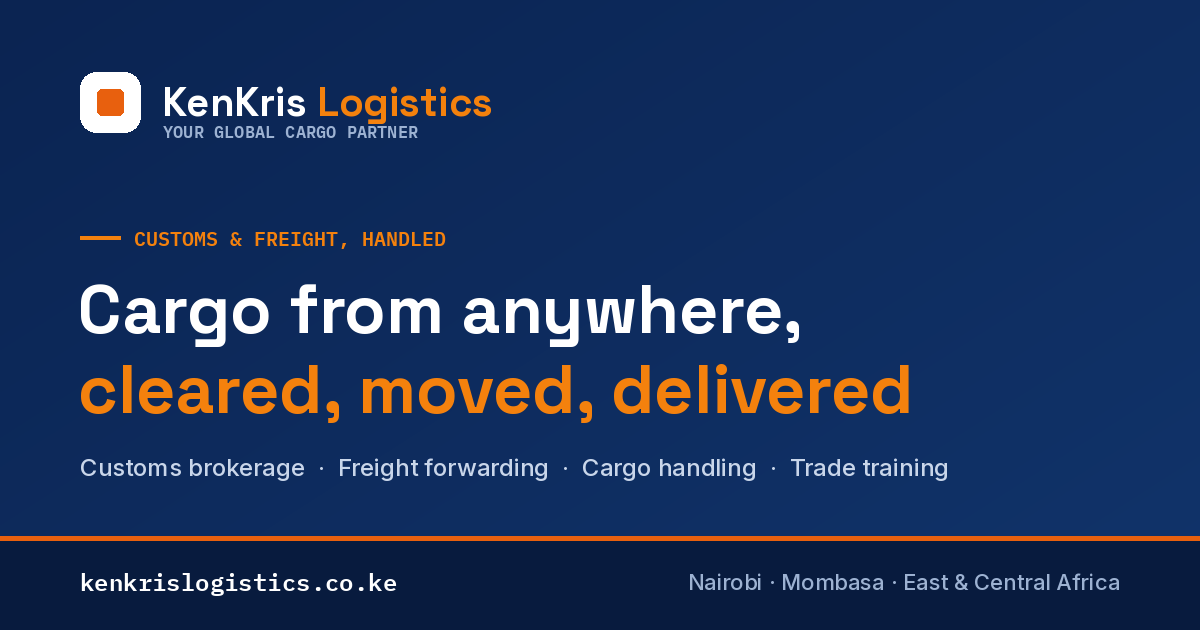 KenKris Logistics
YOUR GLOBAL CARGO PARTNER
CUSTOMS & FREIGHT, HANDLED
Cargo from anywhere,
cleared, moved, delivered
Customs brokerage · Freight forwarding · Cargo handling · Trade training
kenkrislogistics.co.ke
Nairobi · Mombasa · East & Central Africa